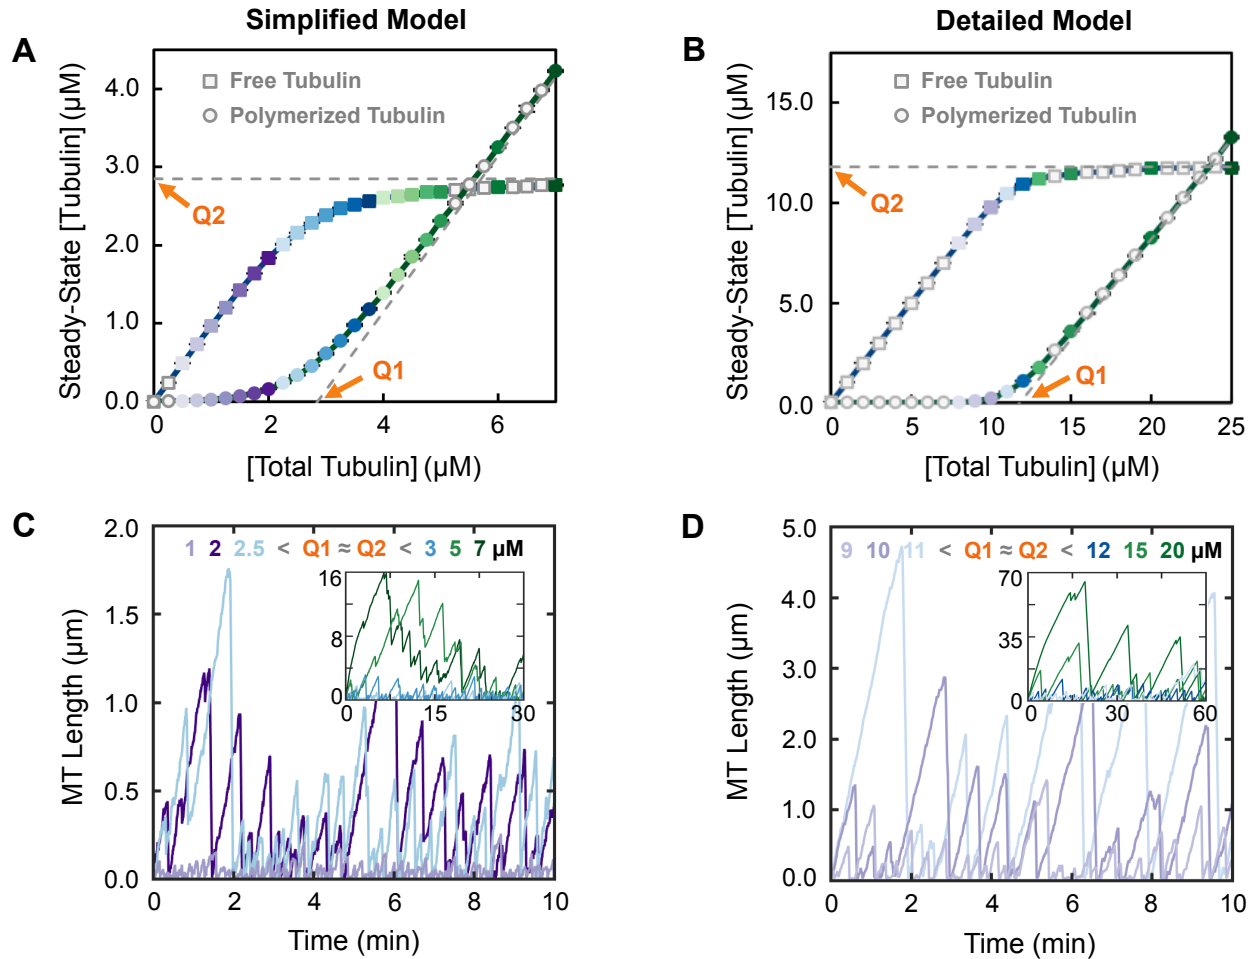 Simplified Model
Detailed Model
A
Steady-State [Tubulin] (µM)
4.0
3.0
2.0
1.0
0.0
Free Tubulin
Polymerized Tubulin
Q2
Q1
0 2 4 6
[Total Tubulin] (µM)
B
Steady-State [Tubulin] (µM)
15.0
10.0
5.0
0.0
Free Tubulin
Polymerized Tubulin
Q2
Q1
0 5 10 15 20 25
[Total Tubulin] (µM)
C
MT Length (µm)
2.0
1.5
1.0
0.5
0.0
1 2 2.5 < Q1 ≈ Q2 < 3 5 7 µM
16
8
0
0 15 30
0 2 4 6 8 10
Time (min)
D
MT Length (µm)
5.0
4.0
3.0
2.0
1.0
0.0
9 10 11 < Q1 ≈ Q2 < 12 15 20 µM
70
35
0
0 30 60
0 2 4 6 8 10
Time (min)